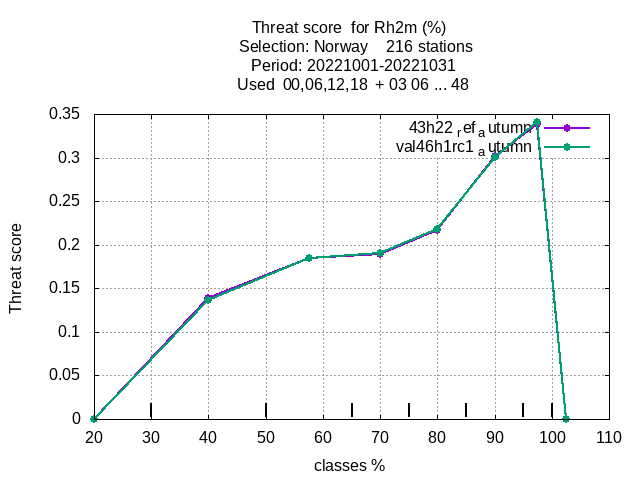 Threat score for Rh2m (%)
Selection: Norway 216 stations
Period: 20221001-20221031
Used 00,06,12,18 + 03 06 ... 48
43h22 ref autumn
val46h1rc1 autumn
0.35
0.3
0.25
0.2
0.15
0.1
0.05
0
Threat score
20 30 40 50 60 70 80 90 100 110
classes %